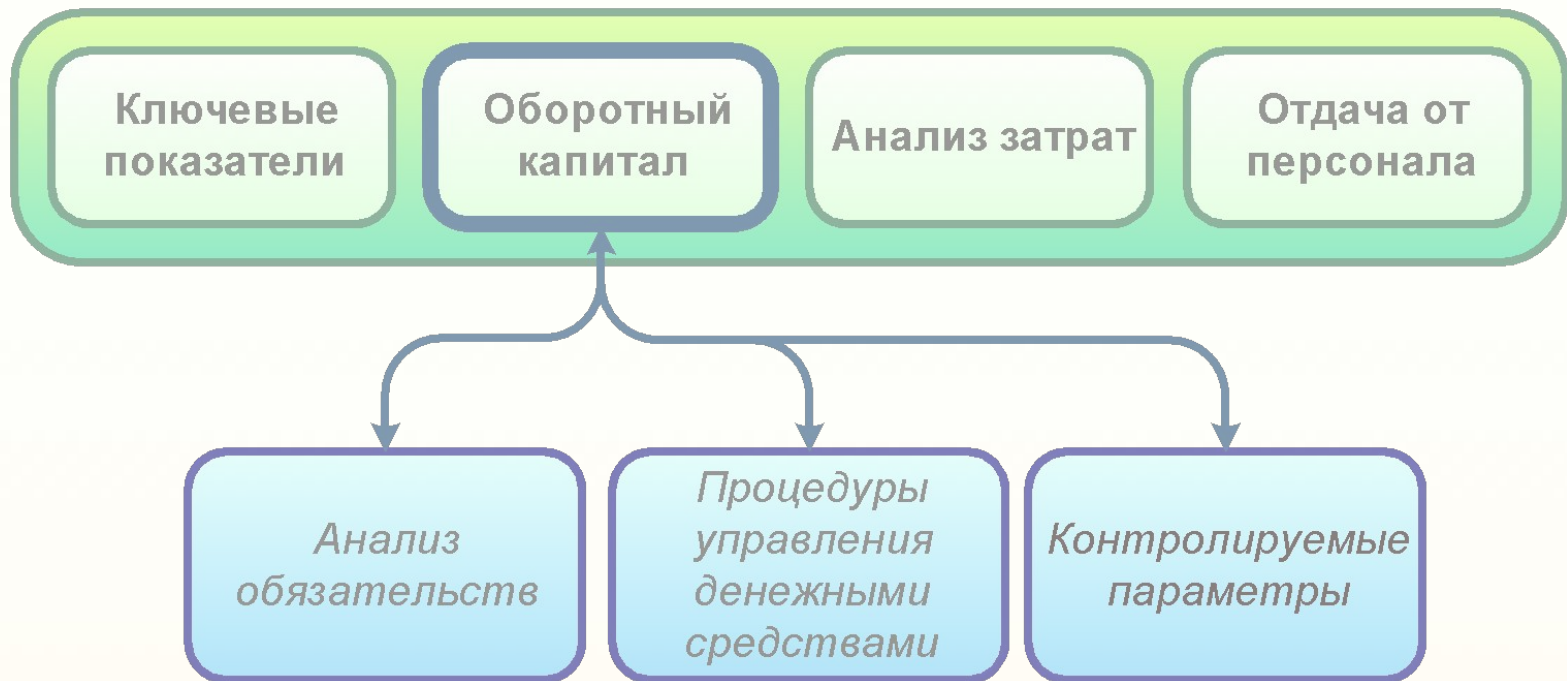 Ключевые
показатели
Оборотный
капитал
Анализ затрат
Отдача от
персонала
Анализ
обязательств
Процедуры
управления
денежными
средствами
Контролируемые
параметры